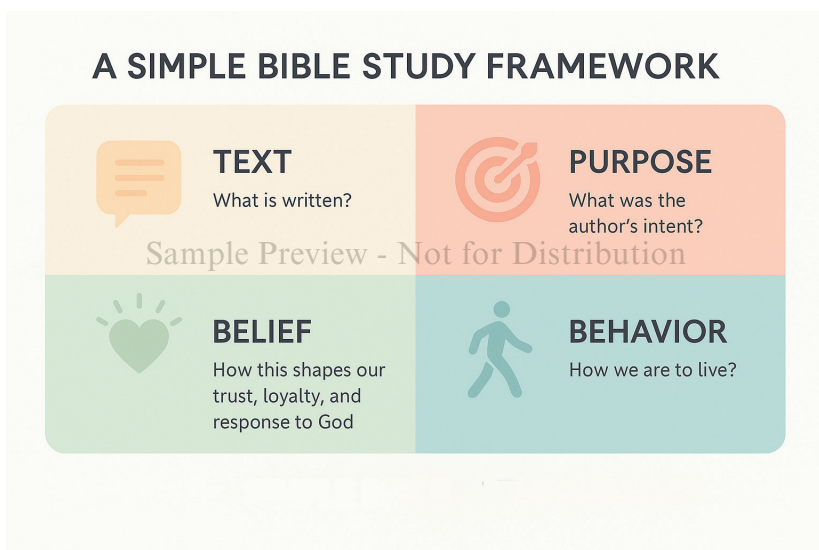 A SIMPLE BIBLE STUDY FRAMEWORK
TEXT
What is written?
PURPOSE
What was the
author's intent?
Sample Preview - Not for Distribution
BELIEF
How this shapes our
trust, loyalty, and
response to God
BEHAVIOR
How we are to live?